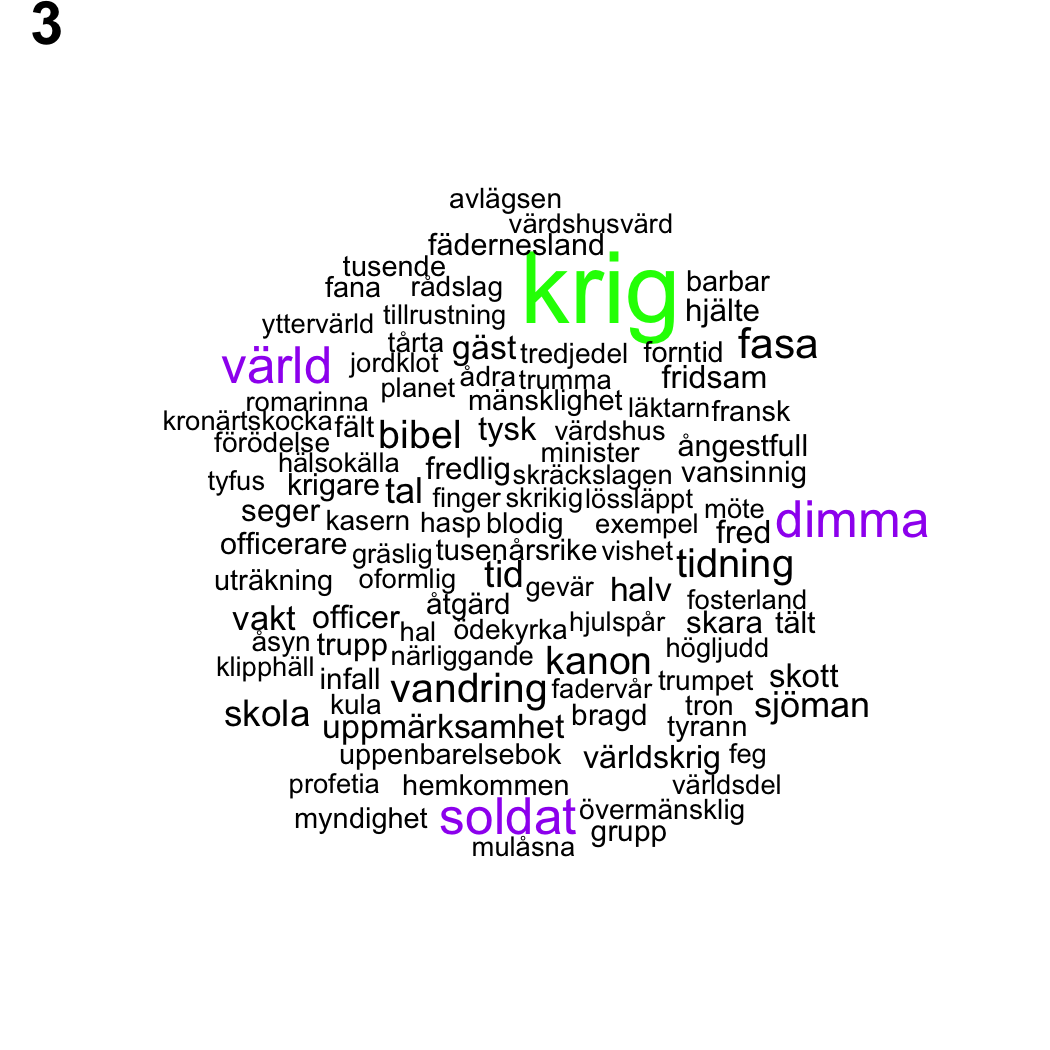 3
avlägsen
värdshusvärd
fädernesland
tusende
krig
barbar
fana
rådslag
hjälte
yttervärld
tillrustning
tårta
gäst
tredjedel
forntid
fasa
värld
jordklot
planet
ådra
trumma
fridsam
romarinna
mänsklighet
läktarn
fransk
kronärtskocka
fält
bibel
tysk
värdshus
förödelse
minister
ångestfull
hälsokälla
fredlig
skräckslagen
vansinnig
tyfus
krigare
tal
finger
skrikig
lössläppt
möte
dimma
seger
kasern
hasp
blodig
exempel
fred
officerare
gräslig
tusenårsrike
vishet
tidning
uträkning
oformlig
tid
gevär
halv
fosterland
vakt
officer
åtgärd
hal
ödekyrka
hjulspår
skara
tält
åsyn
trupp
närliggande
kanon
högljudd
klipphäll
infall
vandring
fadervår
trumpet
skott
skola
kula
uppmärksamhet
bragd
tron
sjöman
tyrann
uppenbarelsebok
världskrig
feg
profetia
hemkommen
världsdel
myndighet
soldat
övermänsklig
grupp
mulåsna